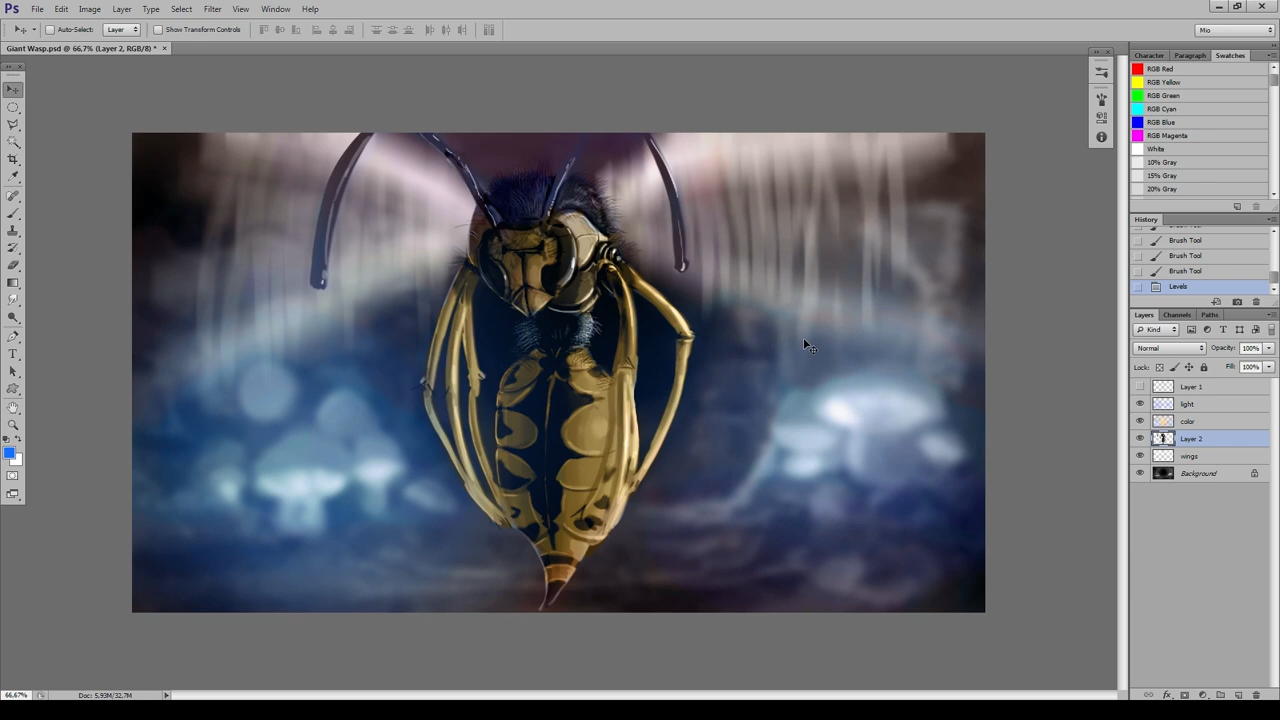 Ps File Edit Image Layer Type Select Filter View Window Help
Auto-Select: Layer Show Transform Controls Mio
Giant Wasp.psd @ 66,7% (Layer 2, RGB/8) * ×
Character Paragraph Swatches
RGB Red
RGB Yellow
RGB Green
RGB Cyan
RGB Blue
RGB Magenta
White
10% Gray
15% Gray
20% Gray
History
Brush Tool
Brush Tool
Brush Tool
Levels
Layers Channels Paths
Kind
Normal Opacity: 100%
Lock: Fill: 100%
Layer 1
light
color
Layer 2
wings
Background
66,67% Doc: 5,93M/32,7M